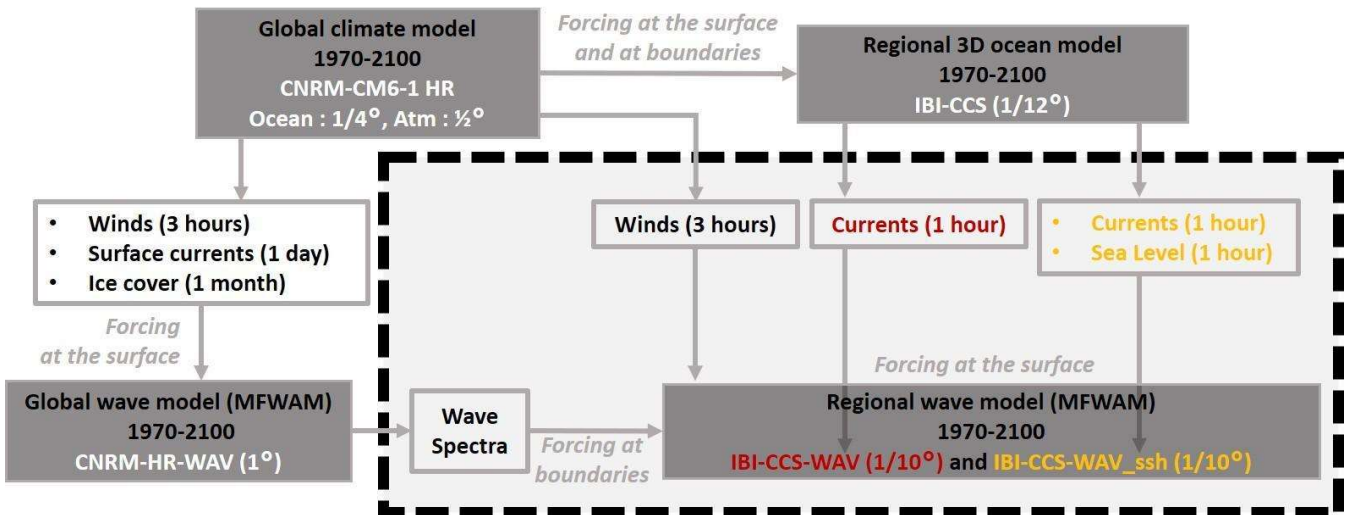 Global climate model
1970-2100
CNRM-CM6-1 HR
Ocean : 1/4°, Atm : ½°
Forcing at the surface
and at boundaries
Regional 3D ocean model
1970-2100
IBI-CCS (1/12°)
• Winds (3 hours)
• Surface currents (1 day)
• Ice cover (1 month)
Winds (3 hours)
Currents (1 hour)
• Currents (1 hour)
• Sea Level (1 hour)
Forcing
at the surface
Forcing at the surface
Global wave model (MFWAM)
1970-2100
CNRM-HR-WAV (1°)
Wave
Spectra
Forcing at
boundaries
Regional wave model (MFWAM)
1970-2100
IBI-CCS-WAV (1/10°) and IBI-CCS-WAV_ssh (1/10°)